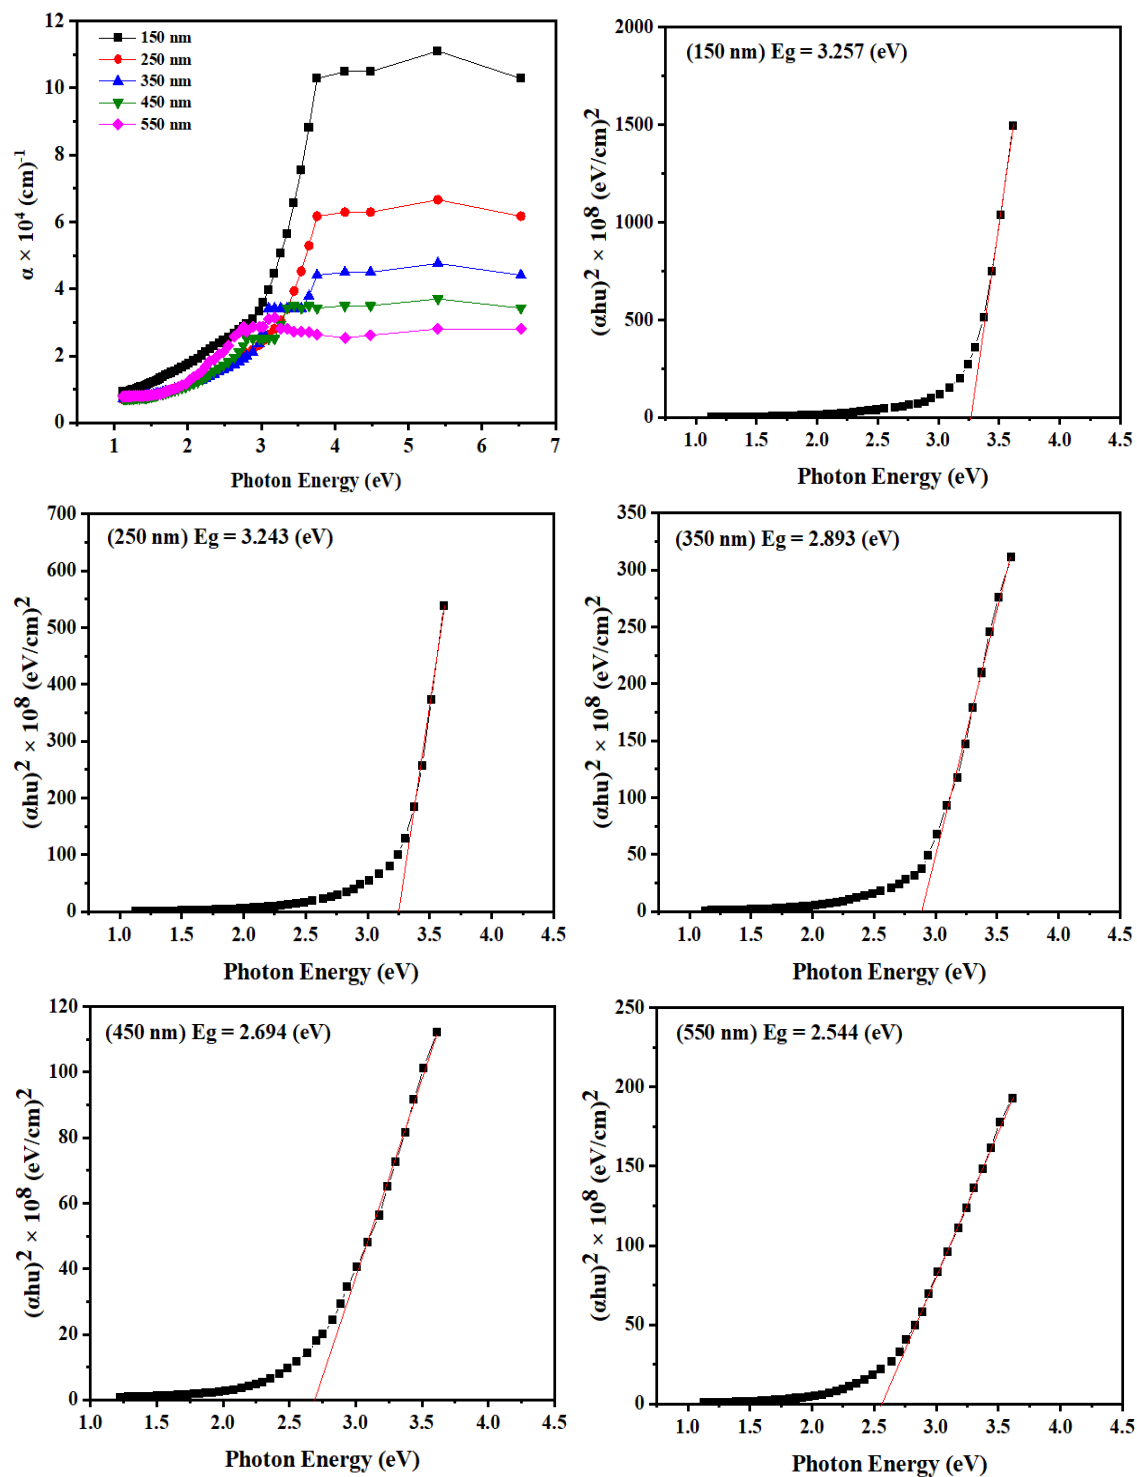 12
10
8
6
4
2
0
α × 10⁴ (cm)⁻¹
150 nm
250 nm
350 nm
450 nm
550 nm
1 2 3 4 5 6 7
Photon Energy (eV)
(150 nm) Eg = 3.257 (eV)
2000
1500
1000
500
0
(αhu)² × 10⁸ (eV/cm)²
1.0 1.5 2.0 2.5 3.0 3.5 4.0 4.5
Photon Energy (eV)
(250 nm) Eg = 3.243 (eV)
700
600
500
400
300
200
100
0
(αhu)² × 10⁸ (eV/cm)²
1.0 1.5 2.0 2.5 3.0 3.5 4.0 4.5
Photon Energy (eV)
(350 nm) Eg = 2.893 (eV)
350
300
250
200
150
100
50
0
(αhu)² × 10⁸ (eV/cm)²
1.0 1.5 2.0 2.5 3.0 3.5 4.0 4.5
Photon Energy (eV)
(450 nm) Eg = 2.694 (eV)
120
100
80
60
40
20
0
(αhu)² × 10⁸ (eV/cm)²
1.0 1.5 2.0 2.5 3.0 3.5 4.0 4.5
Photon Energy (eV)
(550 nm) Eg = 2.544 (eV)
250
200
150
100
50
0
(αhu)² × 10⁸ (eV/cm)²
1.0 1.5 2.0 2.5 3.0 3.5 4.0 4.5
Photon Energy (eV)